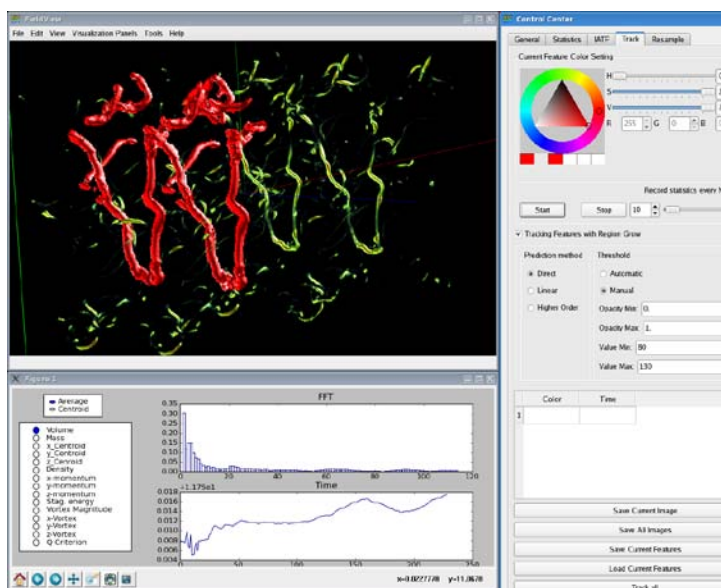 FieldView
File Edit View Visualization Panels Tools Help
Control Center
General Statistics IATF Track Resample
Current Feature Color Setting
H
S
V
R 255 G 0 B
Record statistics every
Start Stop 10
Tracking Features with Region Grow
Prediction method Threshold
Direct Automatic
Linear Manual
Higher Order Opacity Min: 0.
Opacity Max: 1.
Value Min: 80
Value Max: 130
Color Time
1
Save Current Image
Save All Images
Save Current Features
Load Current Features
Track all
Figure 1
Average
Centroid
Volume
Mass
x_Centroid
y_Centroid
z_Centroid
Density
x-momentum
y-momentum
z-momentum
Stag. energy
Vortex Magnitude
x-Vortex
y-Vortex
z-Vortex
Q Criterion
FFT
0.35
0.30
0.25
0.20
0.15
0.10
0.05
0.00
0 20 40 60 80 100 120
+1.175e1 Time
0.018
0.016
0.014
0.012
0.010
0.008
0.006
0.004
0 50 100 150 200 250
x=0.0227778 y=11.0678